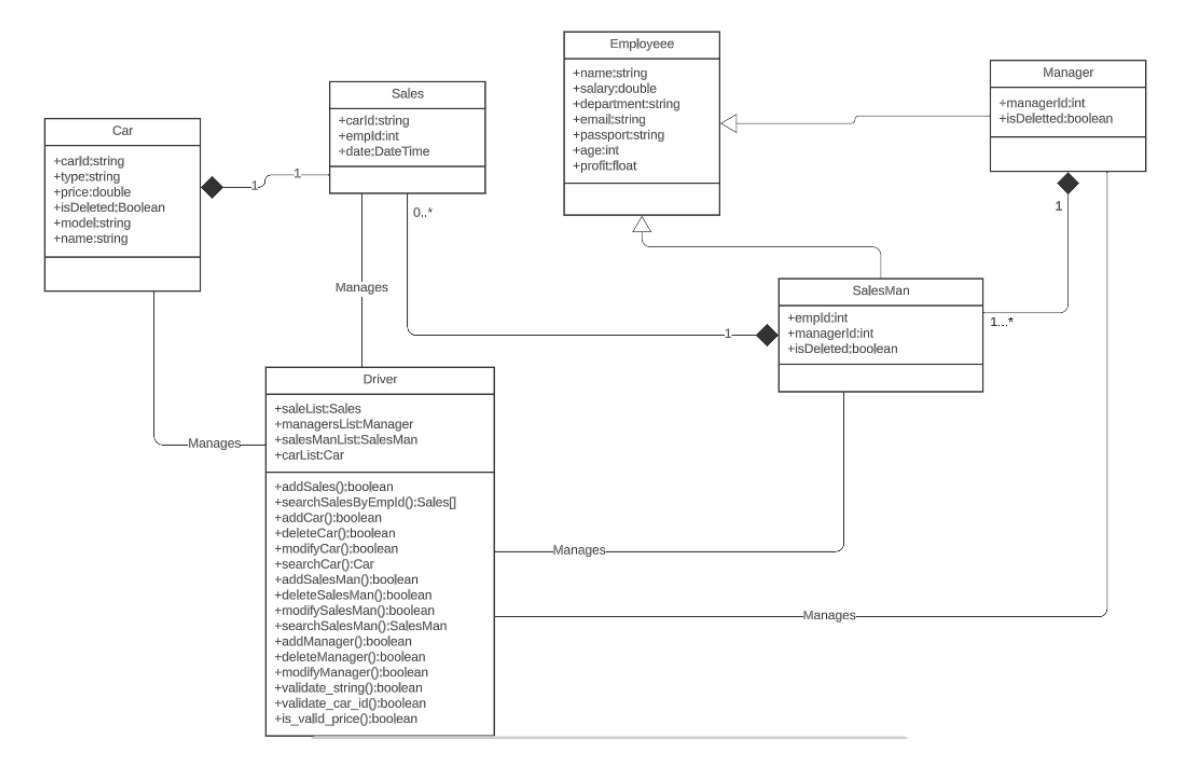 Employeee
+name:string
+salary:double
+department:string
+email:string
+passport:string
+age:int
+profit:float
Manager
+managerId:int
+isDeletted:boolean
Sales
+carId:string
+empId:int
+date:DateTime
Car
+carId:string
+type:string
+price:double
+isDeleted:Boolean
+model:string
+name:string
1
1
0..*
1
1
1...*
SalesMan
+empId:int
+managerId:int
+isDeleted:boolean
Manages
Manages
Manages
Manages
Driver
+saleList:Sales
+managersList:Manager
+salesManList:SalesMan
+carList:Car
+addSales():boolean
+searchSalesByEmpId():Sales[]
+addCar():boolean
+deleteCar():boolean
+modifyCar():boolean
+searchCar():Car
+addSalesMan():boolean
+deleteSalesMan():boolean
+modifySalesMan():boolean
+searchSalesMan():SalesMan
+addManager():boolean
+deleteManager():boolean
+modifyManager():boolean
+validate_string():boolean
+validate_car_id():boolean
+is_valid_price():boolean